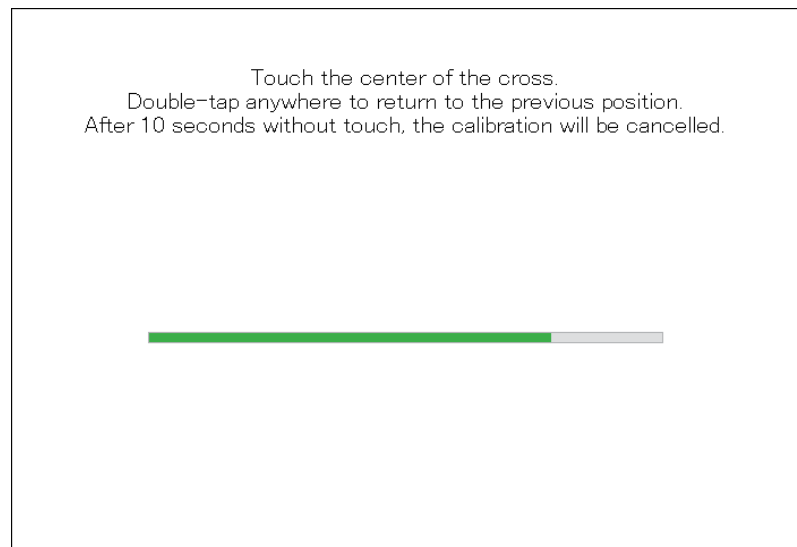 Touch the center of the cross.
Double-tap anywhere to return to the previous position.
After 10 seconds without touch, the calibration will be cancelled.